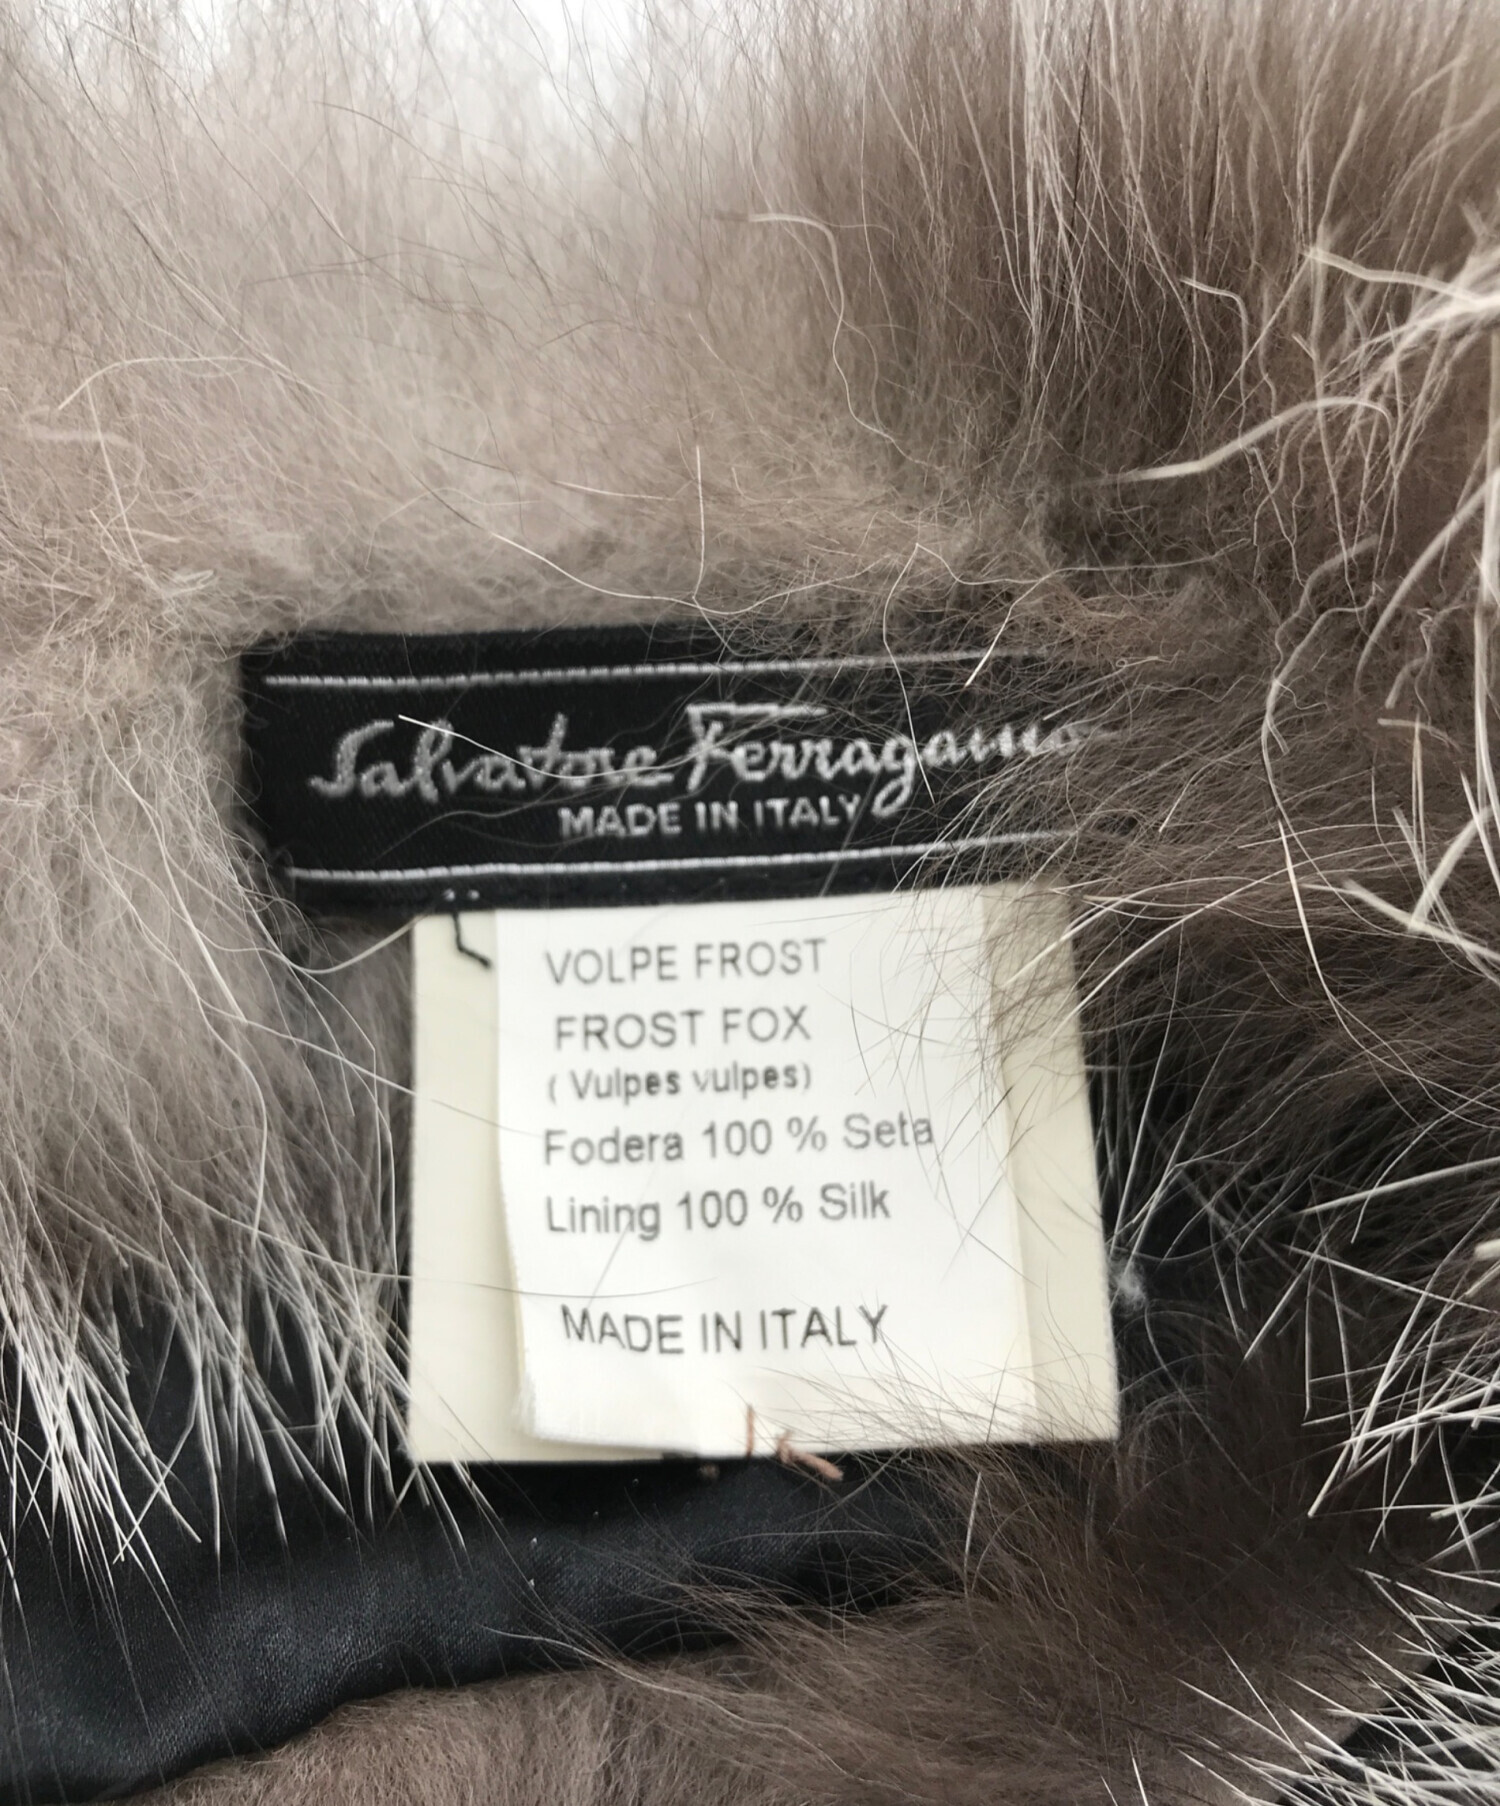 Salvatore Ferragamo
MADE IN ITALY
VOLPE FROST
FROST FOX
( Vulpes vulpes)
Fodera 100 % Seta
Lining 100 % Silk
MADE IN ITALY